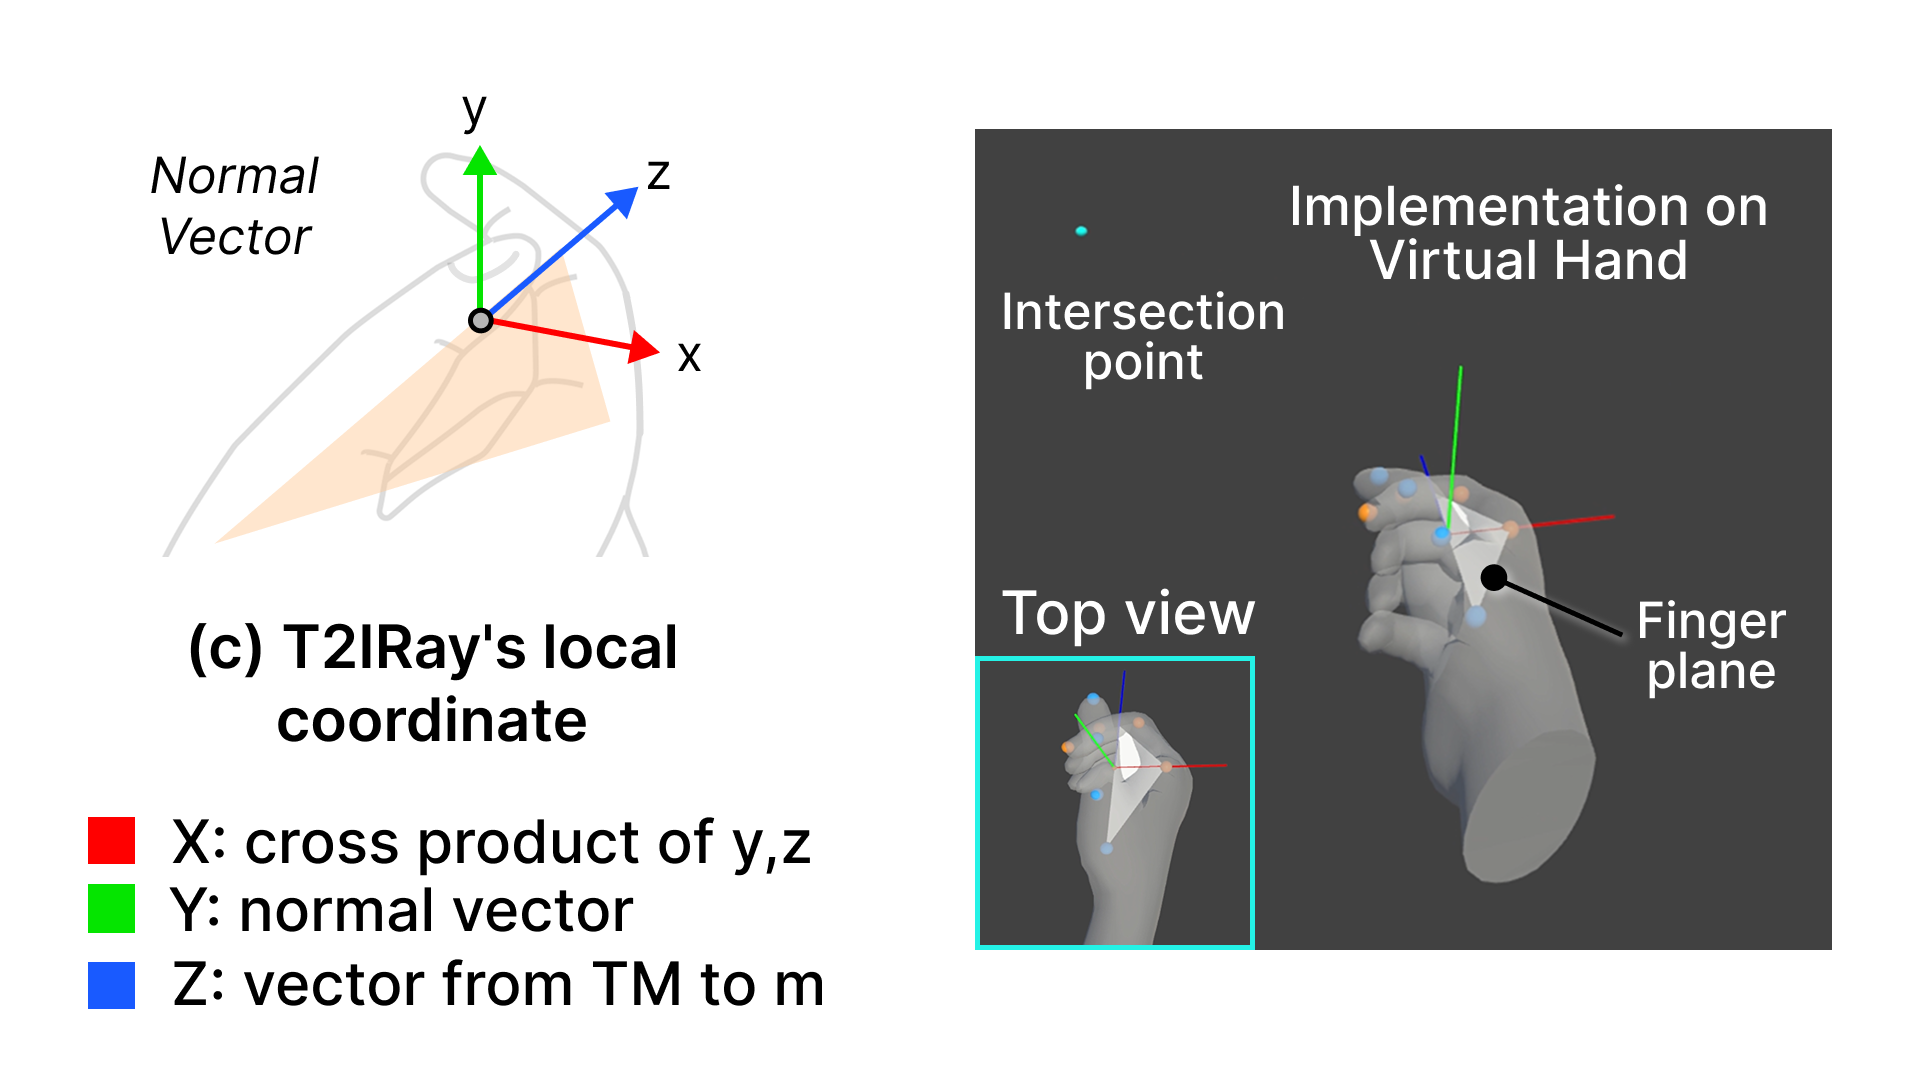 y
Normal
Vector
z
x
(c) T2IRay's local
coordinate
X: cross product of y,z
Y: normal vector
Z: vector from TM to m
Implementation on
Virtual Hand
Intersection
point
Top view
Finger
plane